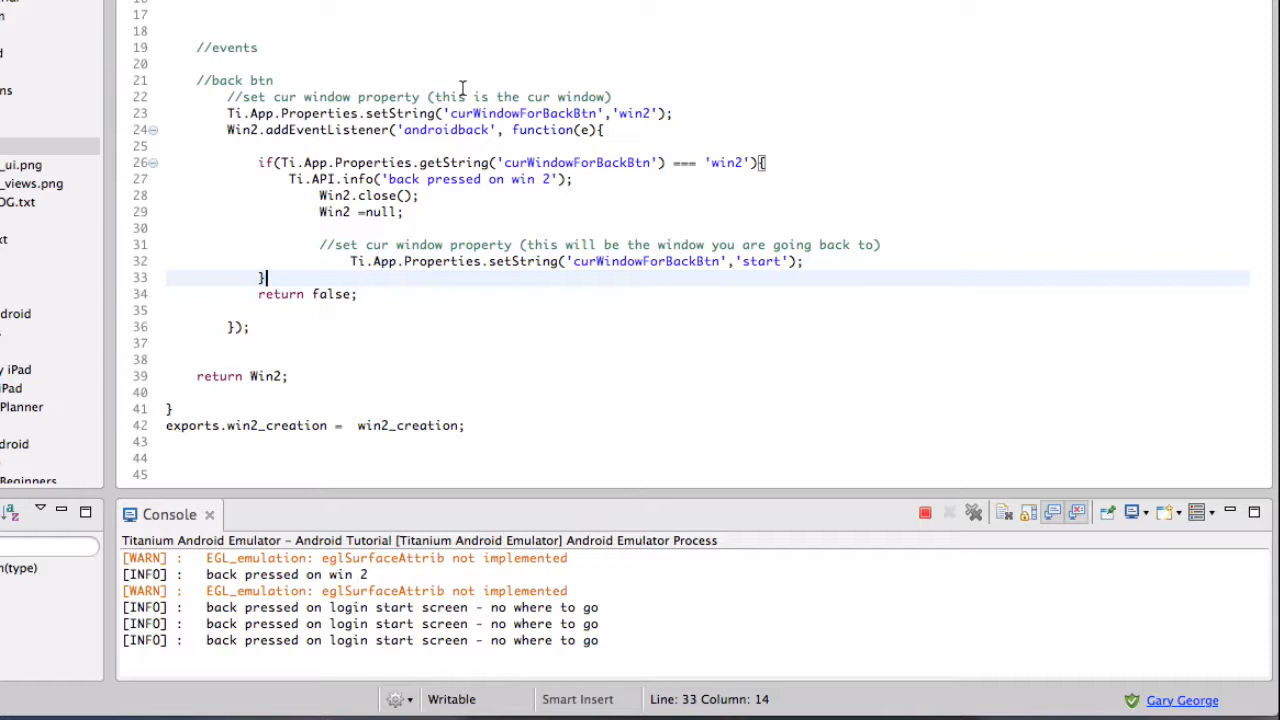 16
17
18
19 //events
20
21 //back btn
22 //set cur window property (this is the cur window)
23 Ti.App.Properties.setString('curWindowForBackBtn','win2');
24 Win2.addEventListener('androidback', function(e){
25
26 if(Ti.App.Properties.getString('curWindowForBackBtn') === 'win2'){
27 Ti.API.info('back pressed on win 2');
28 Win2.close();
29 Win2 =null;
30
31 //set cur window property (this will be the window you are going back to)
32 Ti.App.Properties.setString('curWindowForBackBtn','start');
33 }
34 return false;
35
36 });
37
38
39 return Win2;
40
41 }
42 exports.win2_creation = win2_creation;
43
44
45
ns
_ui.png
_views.png
OG.txt
xt
droid
y iPad
iPad
Planner
droid
Beginners
n(type)
Console
Titanium Android Emulator - Android Tutorial [Titanium Android Emulator] Android Emulator Process
[WARN] : EGL_emulation: eglSurfaceAttrib not implemented
[INFO] : back pressed on win 2
[WARN] : EGL_emulation: eglSurfaceAttrib not implemented
[INFO] : back pressed on login start screen - no where to go
[INFO] : back pressed on login start screen - no where to go
[INFO] : back pressed on login start screen - no where to go
Writable
Smart Insert
Line: 33 Column: 14
Gary George